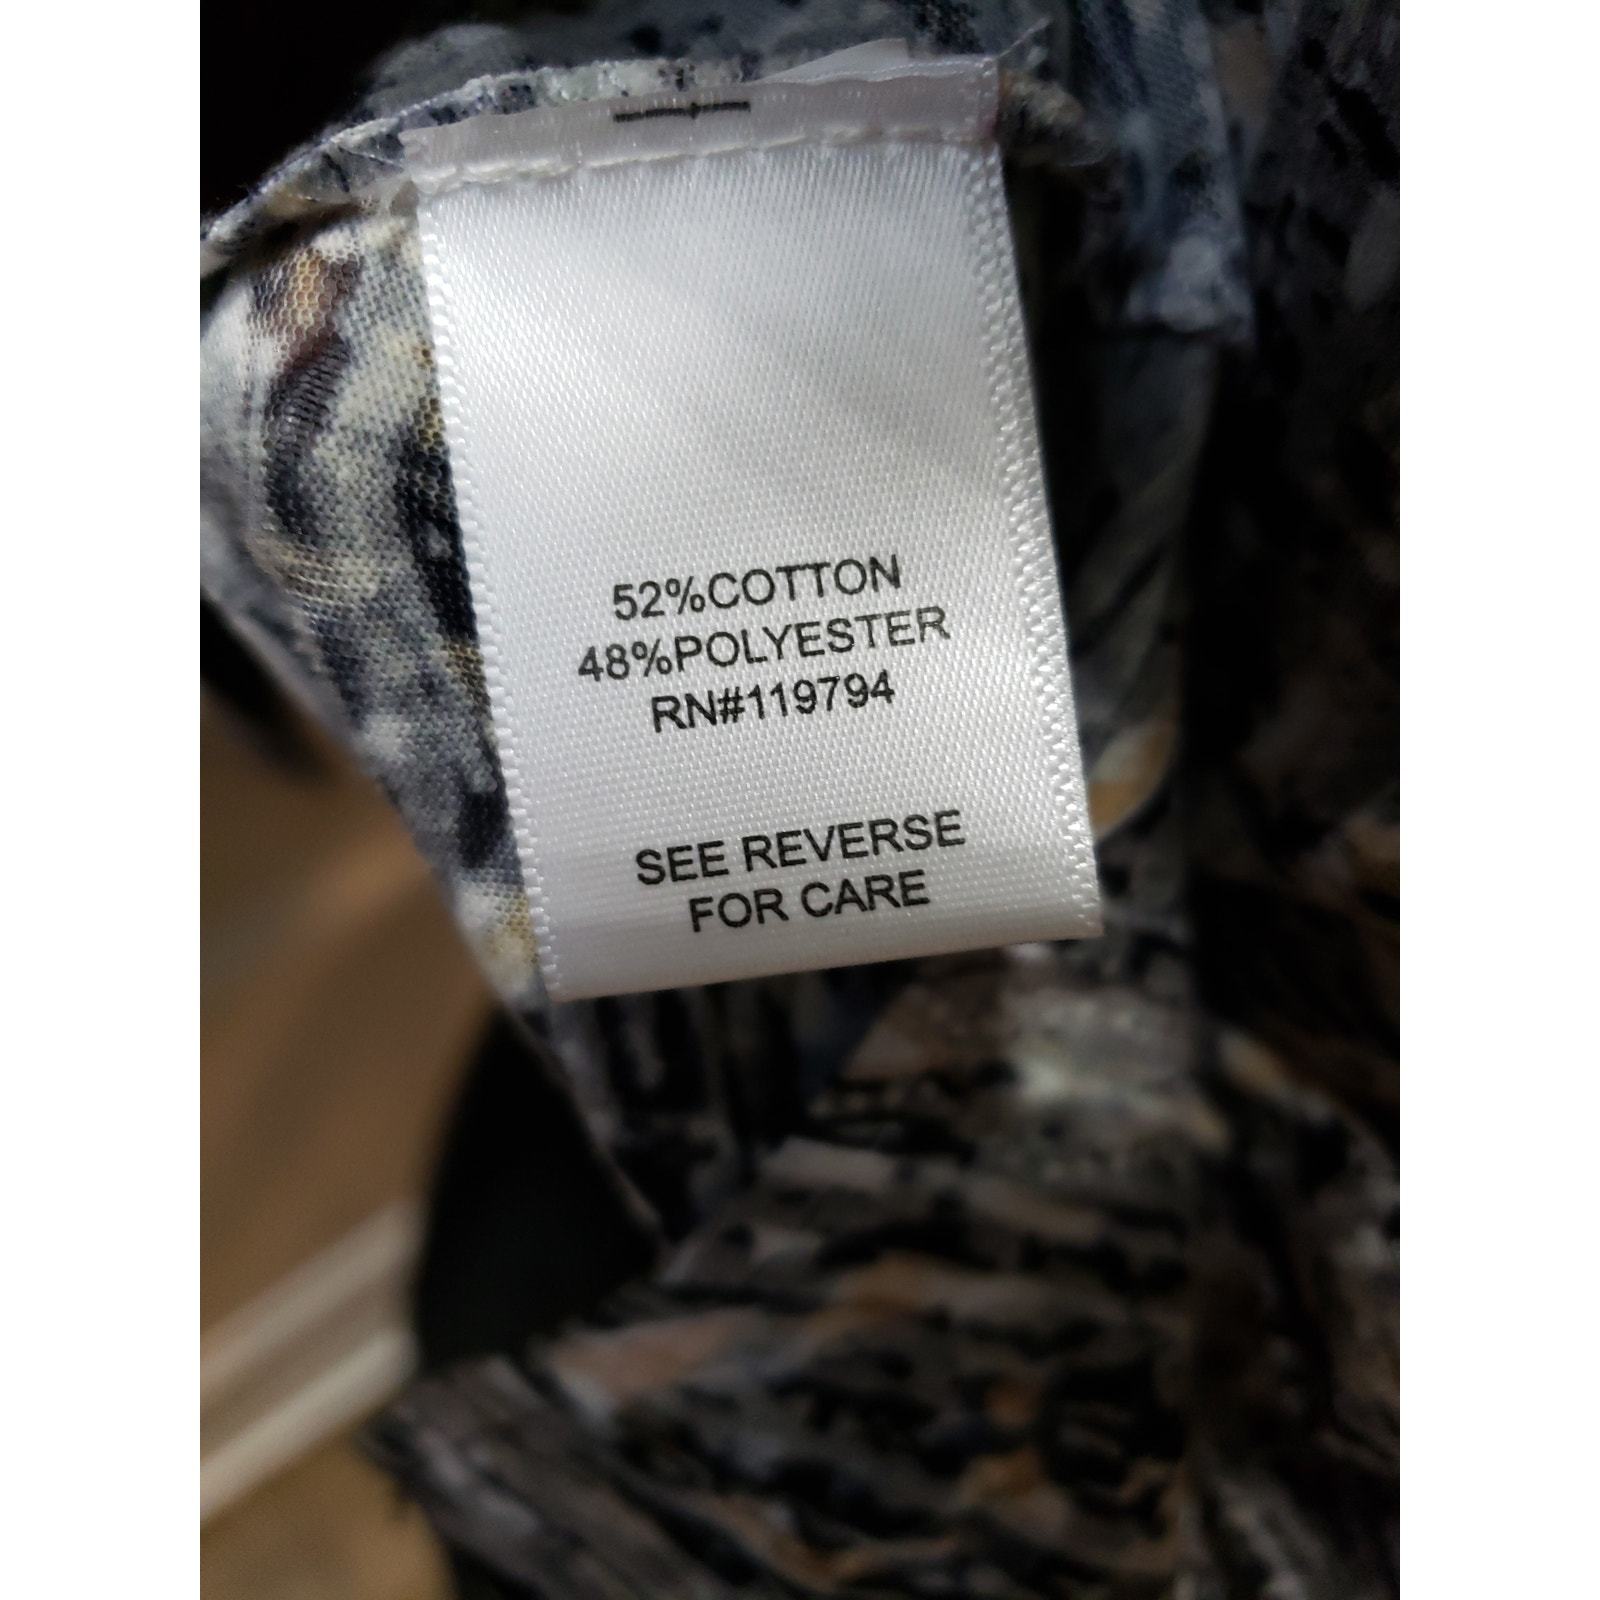 52%COTTON
48%POLYESTER
RN#119794
SEE REVERSE
FOR CARE